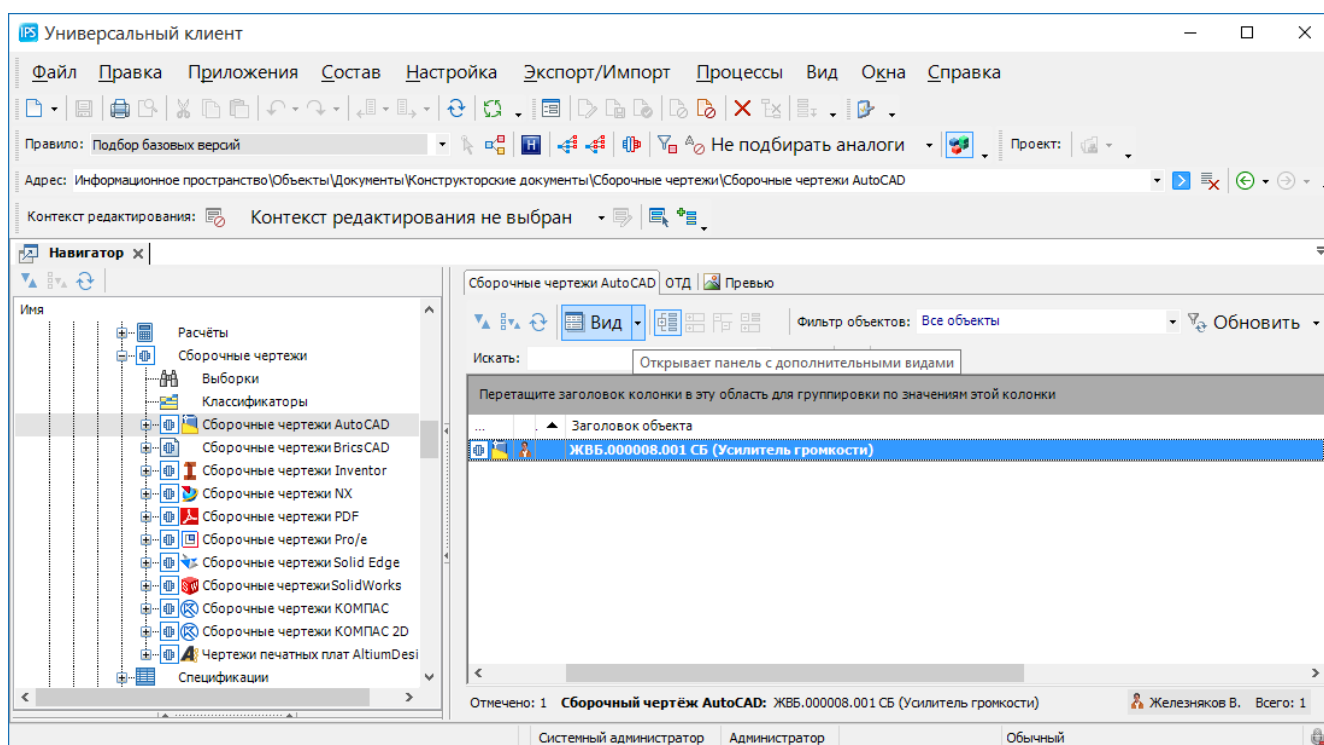 IPS Универсальный клиент
Файл Правка Приложения Состав Настройка Экспорт/Импорт Процессы Вид Окна Справка
Правило: Подбор базовых версий H Не подбирать аналоги Проект:
Адрес: Информационное пространство\Объекты\Документы\Конструкторские документы\Сборочные чертежи\Сборочные чертежи AutoCAD
Контекст редактирования: Контекст редактирования не выбран
Навигатор
Сборочные чертежи AutoCAD ОТД Превью
Имя
Вид Фильтр объектов: Все объекты Обновить
Искать:
Открывает панель с дополнительными видами
Перетащите заголовок колонки в эту область для группировки по значениям этой колонки
... . Заголовок объекта
ЖВБ.000008.001 СБ (Усилитель громкости)
Расчёты
Сборочные чертежи
Выборки
Классификаторы
Сборочные чертежи AutoCAD
Сборочные чертежи BricsCAD
Сборочные чертежи Inventor
Сборочные чертежи NX
Сборочные чертежи PDF
Сборочные чертежи Pro/e
Сборочные чертежи Solid Edge
Сборочные чертежи SolidWorks
Сборочные чертежи КОМПАС
Сборочные чертежи КОМПАС 2D
Чертежи печатных плат AltiumDesi
Спецификации
Отмечено: 1 Сборочный чертёж AutoCAD: ЖВБ.000008.001 СБ (Усилитель громкости) Железняков В. Всего: 1
Системный администратор Администратор Обычный